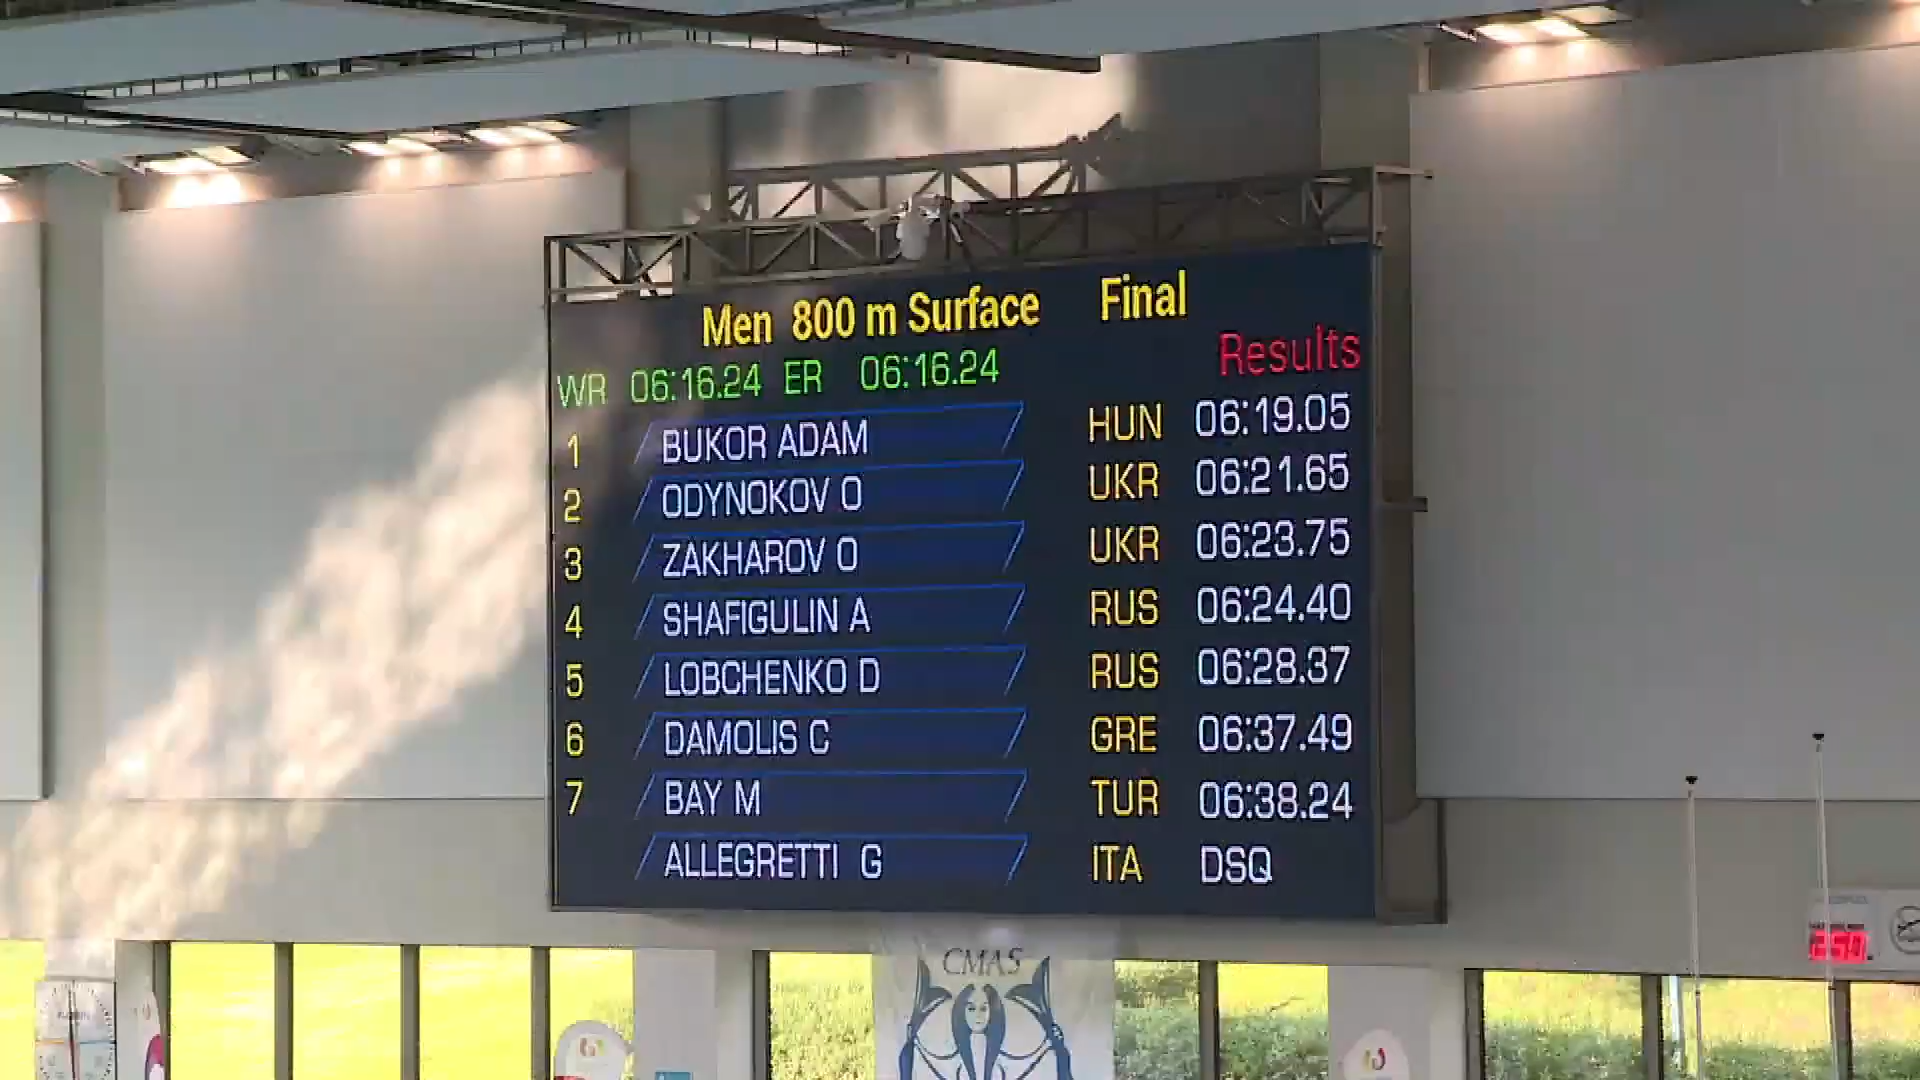 Men 800 m Surface Final
Results
WR 06:16.24 ER 06:16.24
1 BUKOR ADAM HUN 06:19.05
2 ODYNOKOV O UKR 06:21.65
3 ZAKHAROV O UKR 06:23.75
4 SHAFIGULIN A RUS 06:24.40
5 LOBCHENKO D RUS 06:28.37
6 DAMOLIS C GRE 06:37.49
7 BAY M TUR 06:38.24
ALLEGRETTI G ITA DSQ
CMAS